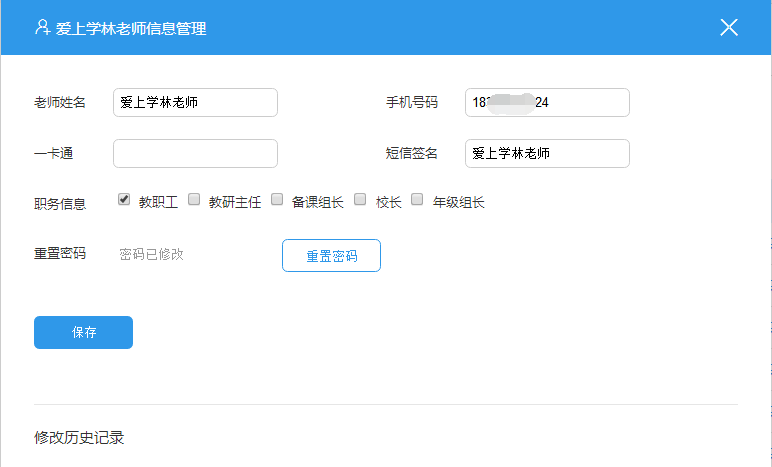 爱上学林老师信息管理
老师姓名 爱上学林老师 手机号码 18 24
一卡通 短信签名 爱上学林老师
职务信息 教职工 教研主任 备课组长 校长 年级组长
重置密码 密码已修改 重置密码
保存
修改历史记录